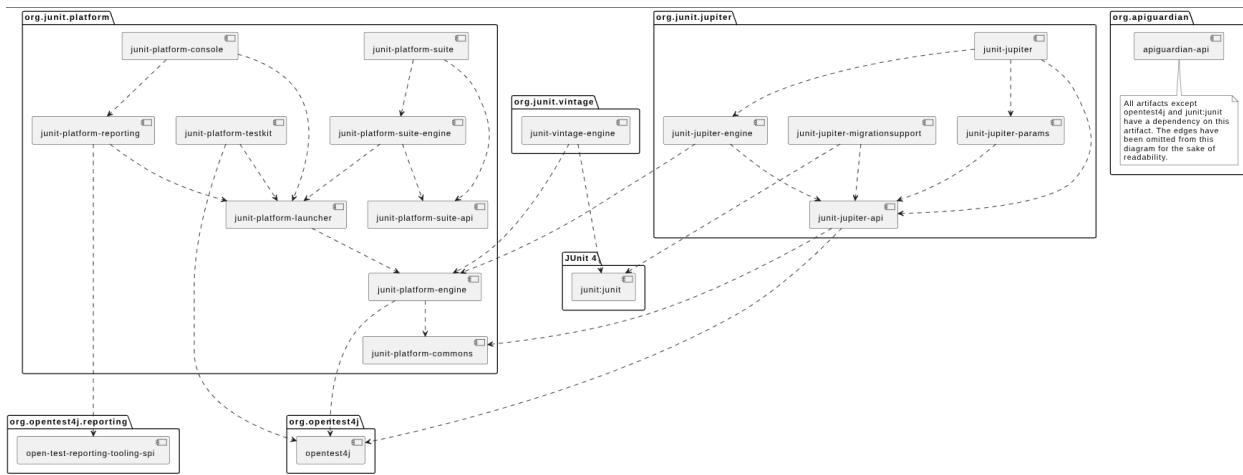 org.junit.platform
org.junit.jupiter
org.apiguardian
junit-platform-console
junit-platform-suite
junit-jupiter
apiguardian-api
org.junit.vintage
All artifacts except
opentest4j and junit:junit
have a dependency on this
artifact. The edges have
been omitted from this
diagram for the sake of
readability.
junit-platform-reporting
junit-platform-testkit
junit-platform-suite-engine
junit-vintage-engine
junit-jupiter-engine
junit-jupiter-migrationsupport
junit-jupiter-params
junit-platform-launcher
junit-platform-suite-api
junit-jupiter-api
JUnit 4
junit-platform-engine
junit:junit
junit-platform-commons
org.opentest4j.reporting
org.opentest4j
open-test-reporting-tooling-spi
opentest4j